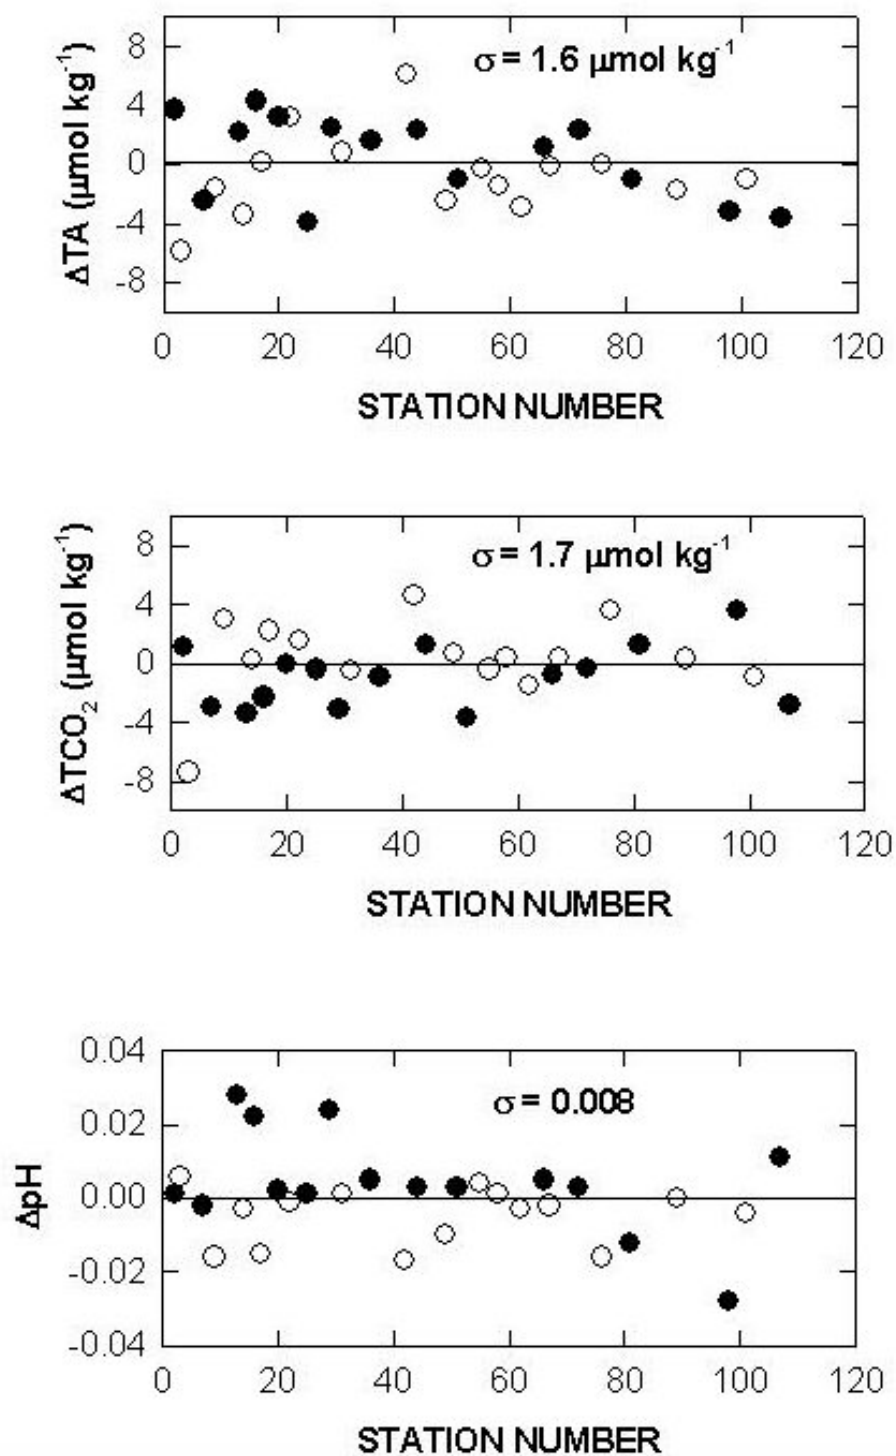 8
4
0
-4
-8
ΔTA (μmol kg⁻¹)
σ = 1.6 μmol kg⁻¹
0 20 40 60 80 100 120
STATION NUMBER
8
4
0
-4
-8
ΔTCO₂ (μmol kg⁻¹)
σ = 1.7 μmol kg⁻¹
0 20 40 60 80 100 120
STATION NUMBER
0.04
0.02
0.00
-0.02
-0.04
ΔpH
σ = 0.008
0 20 40 60 80 100 120
STATION NUMBER